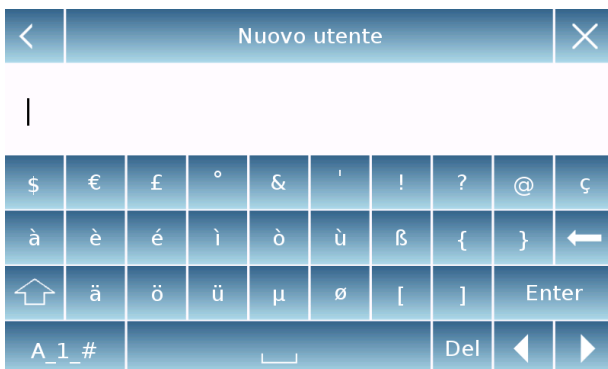 Nuovo utente
$ € £ ° & ' ! ? @ ç
à è é ì ò ù ß { }
ä ö ü µ ø [ ] Enter
A_1_# Del